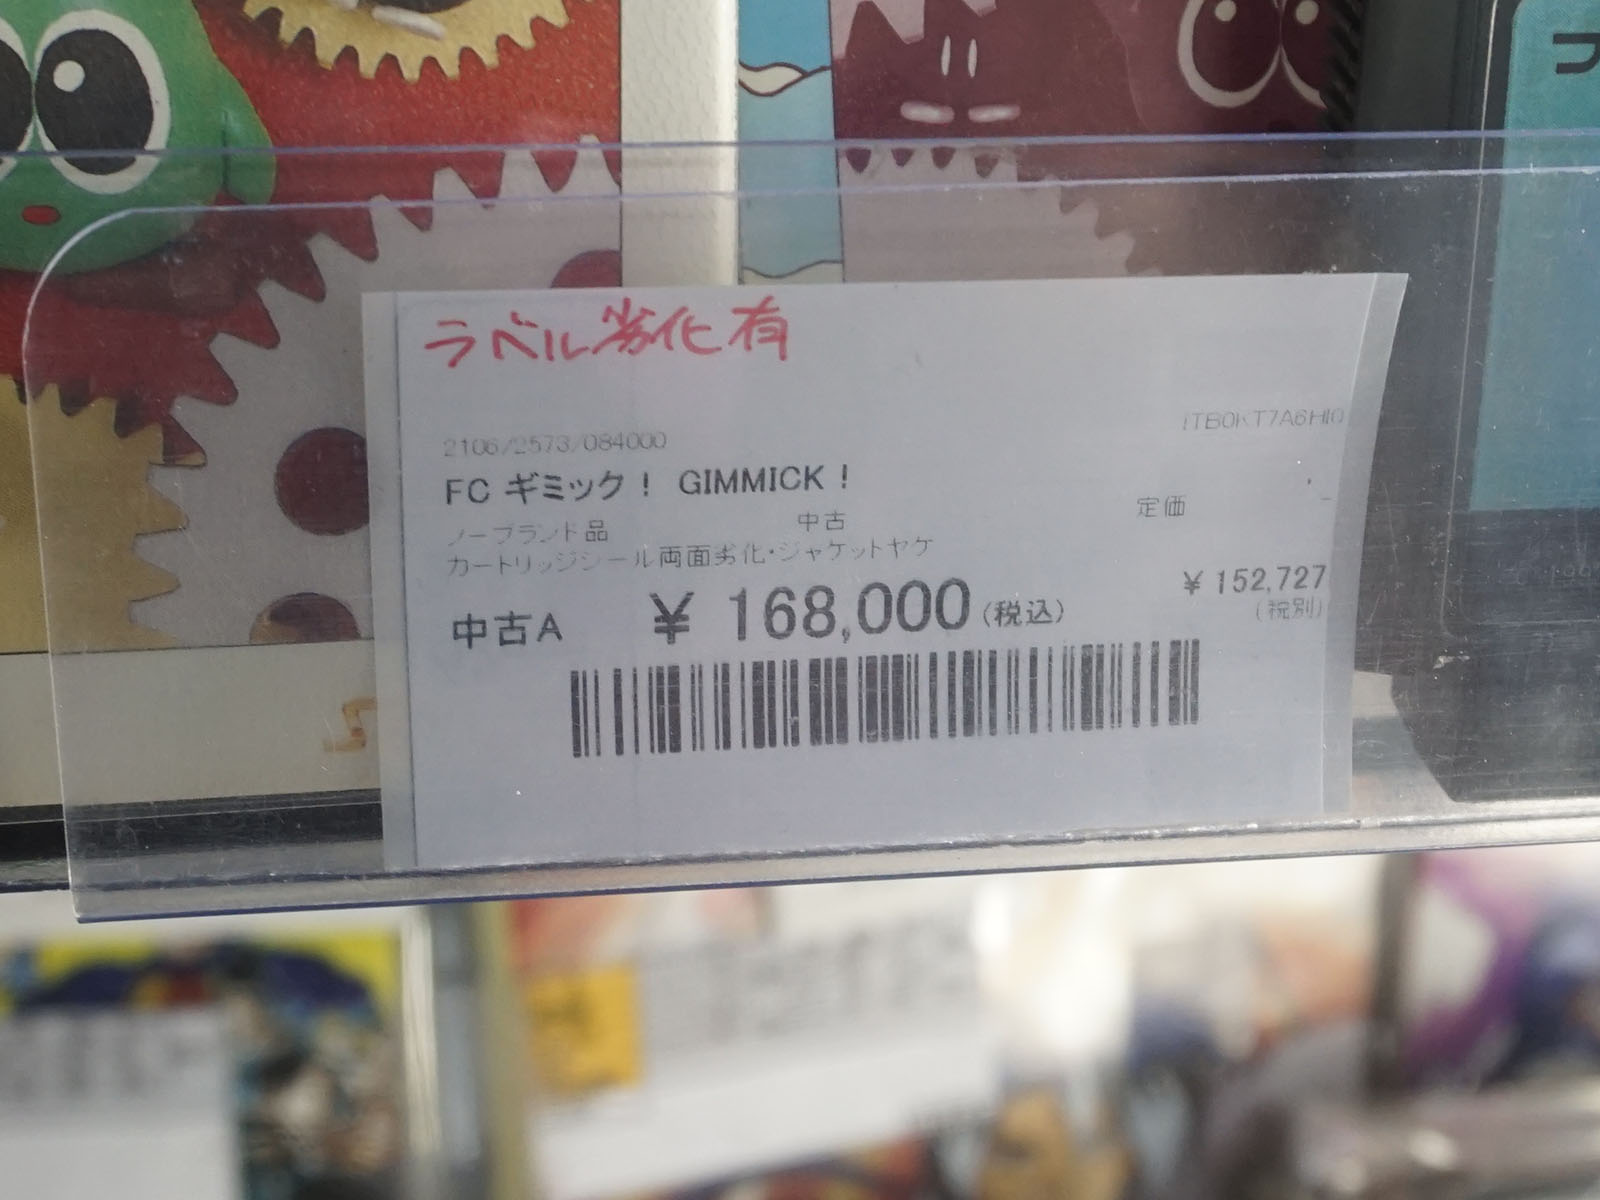 フ
ラベル劣化有
ITB0KT7A6HI0
2106/2573/084000
FC ギミック！ GIMMICK！
ノーブランド品 中古 定価 -
カートリッジシール両面劣化・ジャケットヤケ
¥ 152,727
中古A ¥ 168,000(税込) (税別)